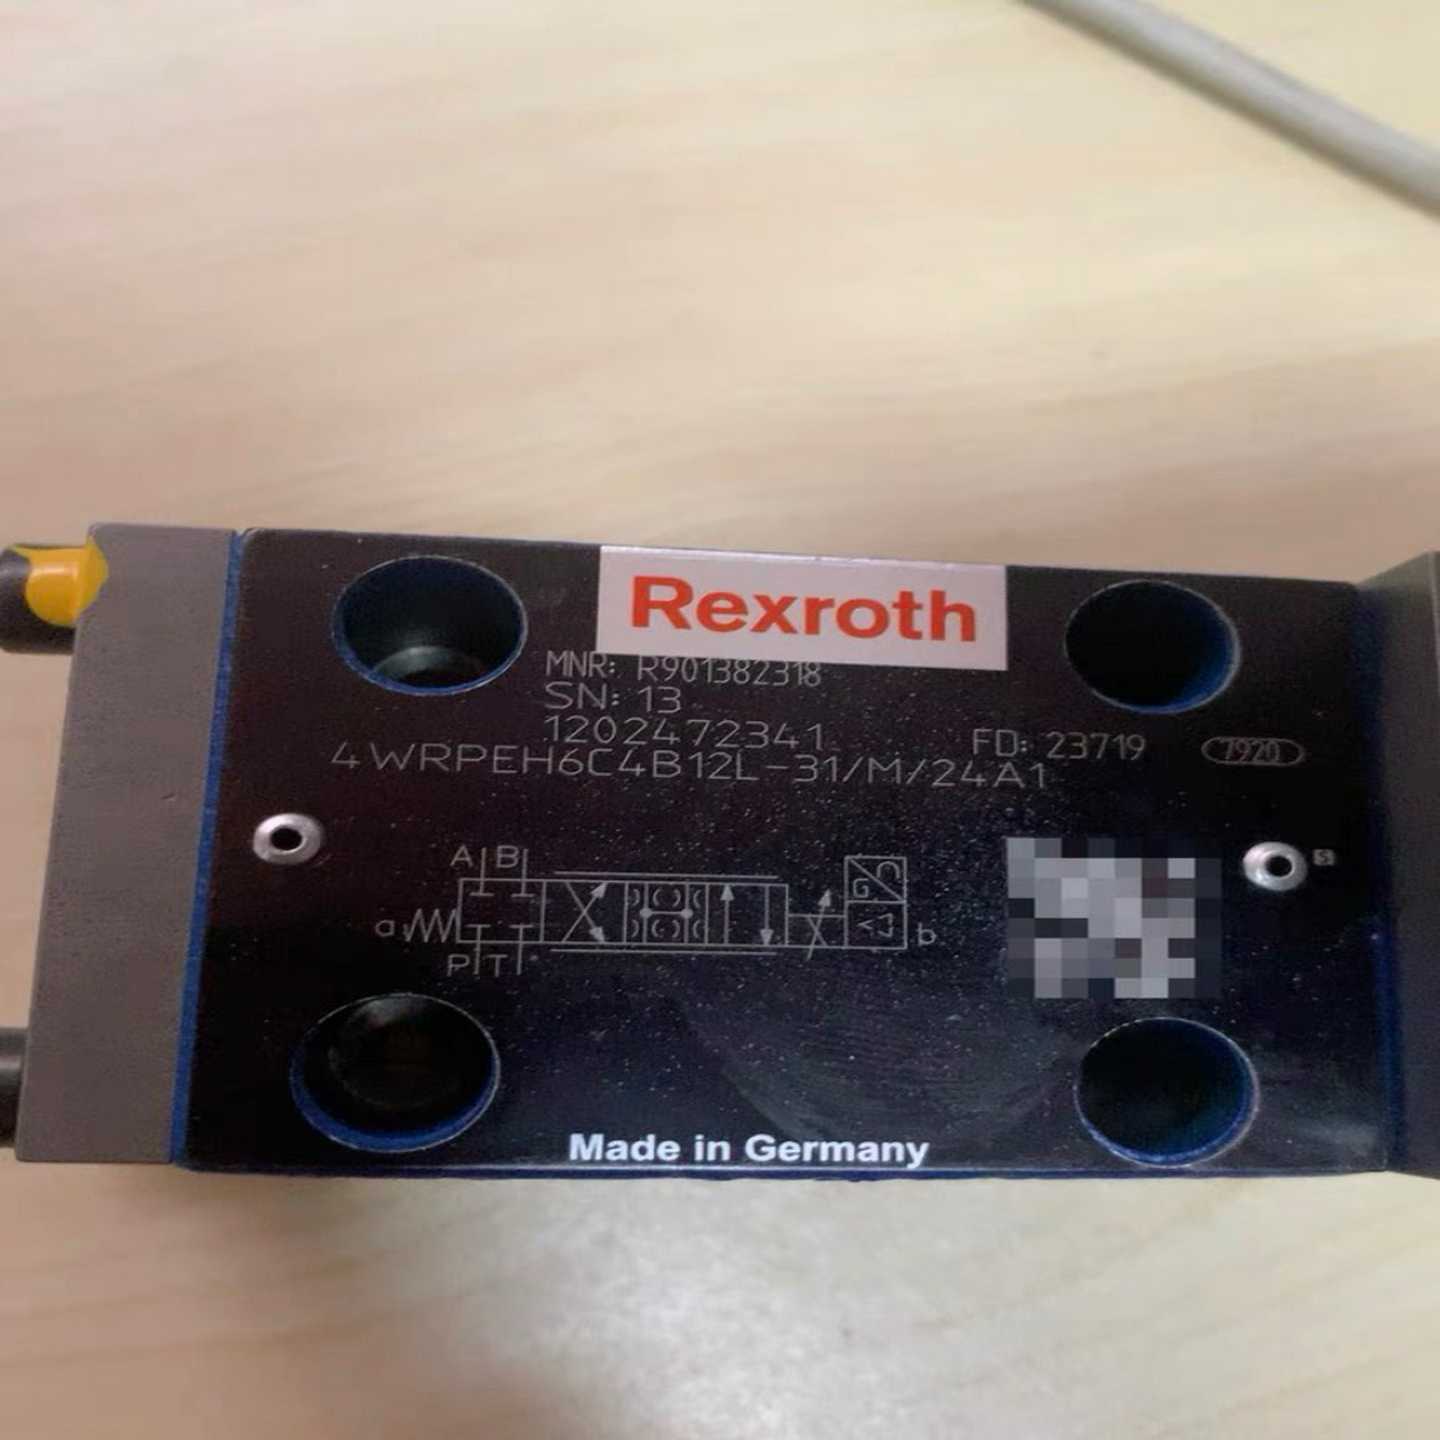 Rexroth
MNR: R901382318
SN: 13
1202472341
FD: 23719 7920
4WRPEH6C4B12L-31/M/24A1
A B
a b
P T
S
Made in Germany